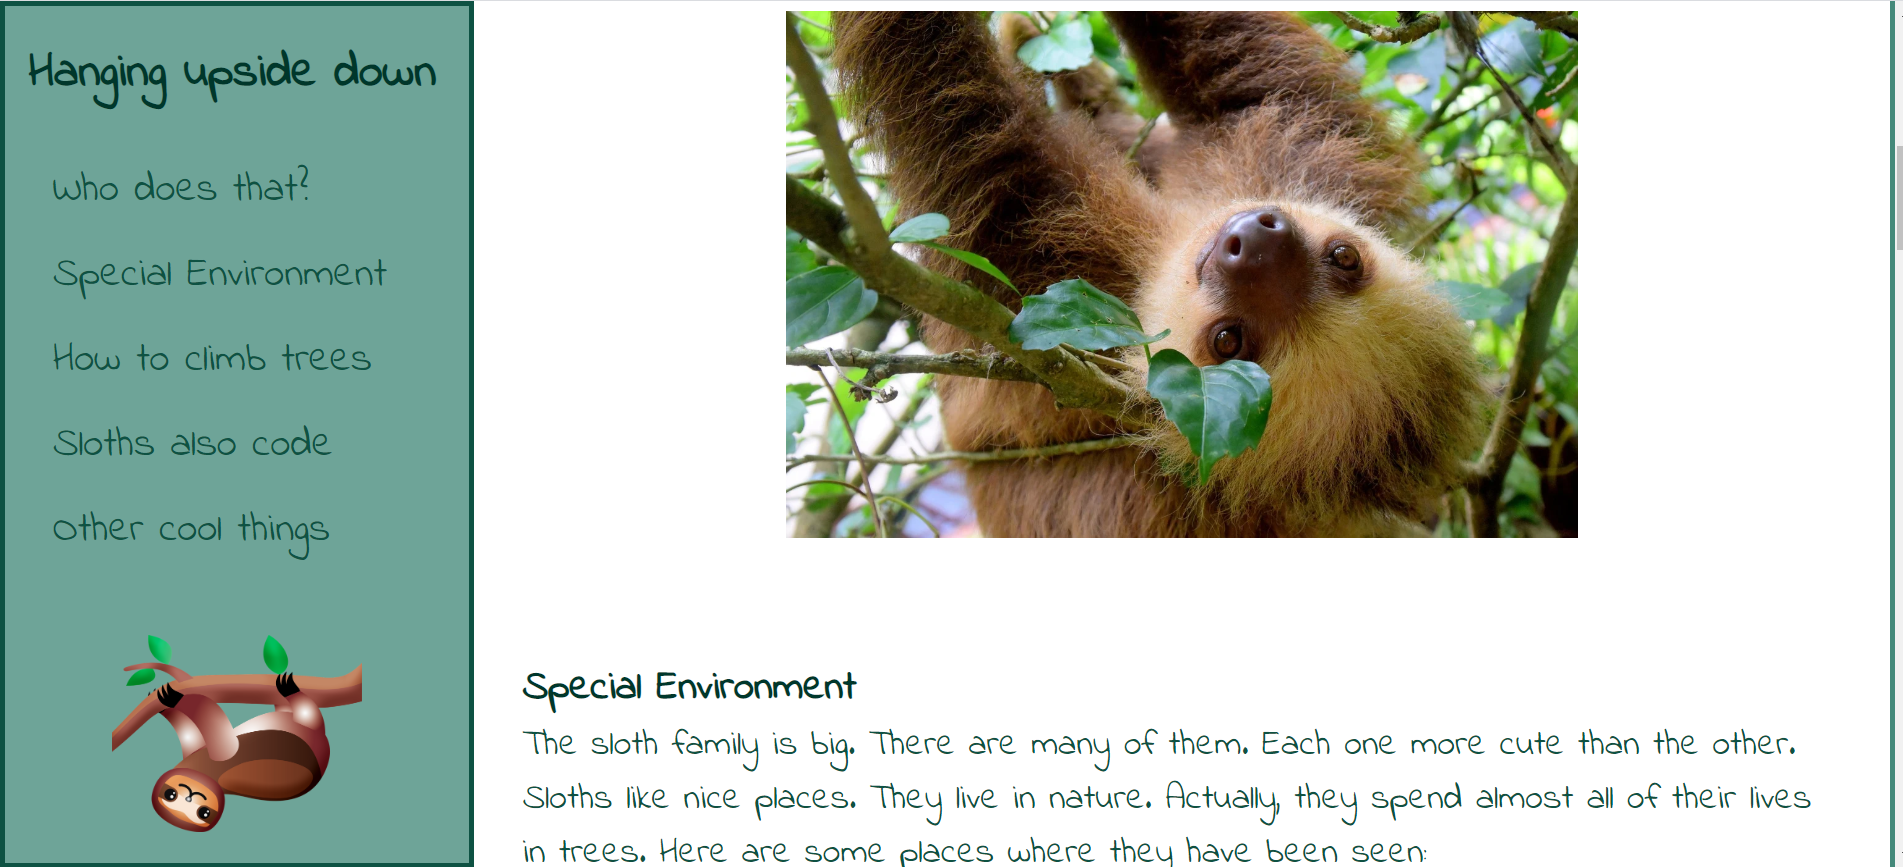 Hanging upside down
Who does that?
Special Environment
How to climb trees
Sloths also code
Other cool things
Special Environment
The sloth family is big. There are many of them. Each one more cute than the other.
Sloths like nice places. They live in nature. Actually, they spend almost all of their lives
in trees. Here are some places where they have been seen: